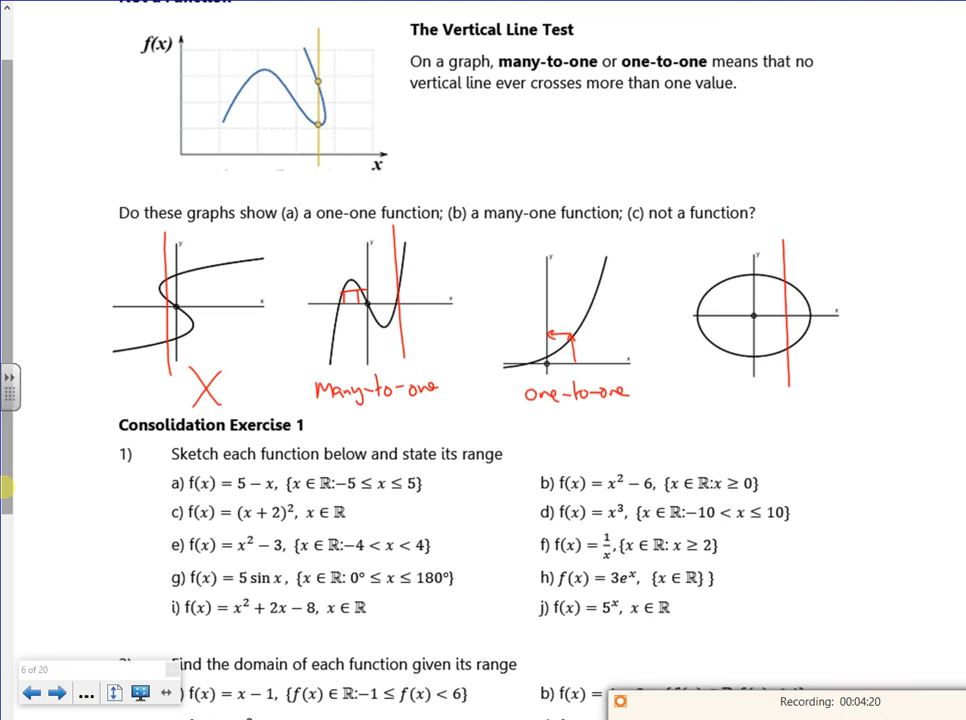 f(x)
x
The Vertical Line Test
On a graph, many-to-one or one-to-one means that no
vertical line ever crosses more than one value.
Do these graphs show (a) a one-one function; (b) a many-one function; (c) not a function?
y
x
y
x
y
x
y
x
X
Many-to-one
one-to-one
Consolidation Exercise 1
1) Sketch each function below and state its range
a) f(x) = 5 − x, {x ∈ ℝ:−5 ≤ x ≤ 5}
b) f(x) = x² − 6, {x ∈ ℝ:x ≥ 0}
c) f(x) = (x + 2)², x ∈ ℝ
d) f(x) = x³, {x ∈ ℝ:−10 < x ≤ 10}
e) f(x) = x² − 3, {x ∈ ℝ:−4 < x < 4}
f) f(x) = 1/x, {x ∈ ℝ: x ≥ 2}
g) f(x) = 5 sin x, {x ∈ ℝ: 0° ≤ x ≤ 180°}
h) f(x) = 3eˣ, {x ∈ ℝ} }
i) f(x) = x² + 2x − 8, x ∈ ℝ
j) f(x) = 5ˣ, x ∈ ℝ
Find the domain of each function given its range
) f(x) = x − 1, {f(x) ∈ ℝ:−1 ≤ f(x) < 6}
b) f(x) =
6 of 20
Recording: 00:04:20